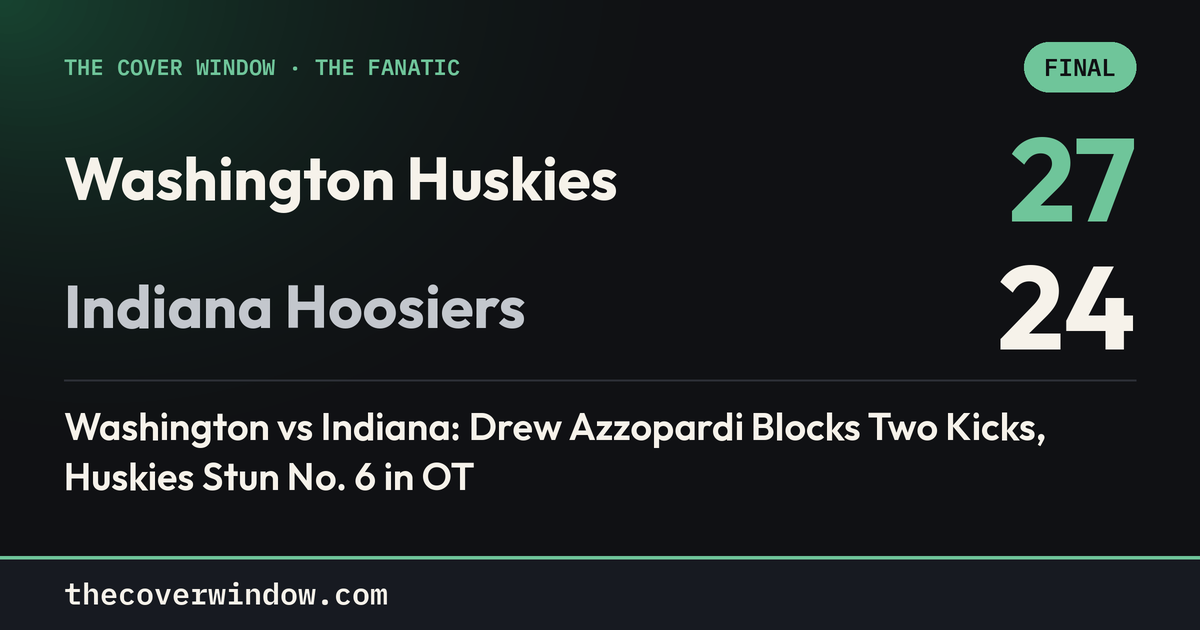 THE COVER WINDOW · THE FANATIC
FINAL
Washington Huskies
27
Indiana Hoosiers
24
Washington vs Indiana: Drew Azzopardi Blocks Two Kicks,
Huskies Stun No. 6 in OT
thecoverwindow.com